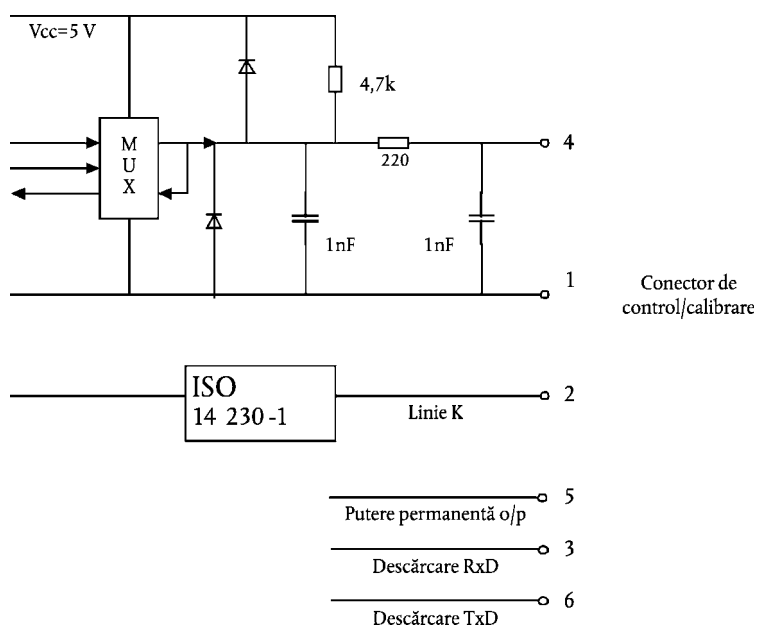 Vcc=5 V
4,7k
M
U
X
220
4
1nF
1nF
1
Conector de
control/calibrare
ISO
14 230 -1
Linie K
2
Putere permanentă o/p
5
Descărcare RxD
3
Descărcare TxD
6